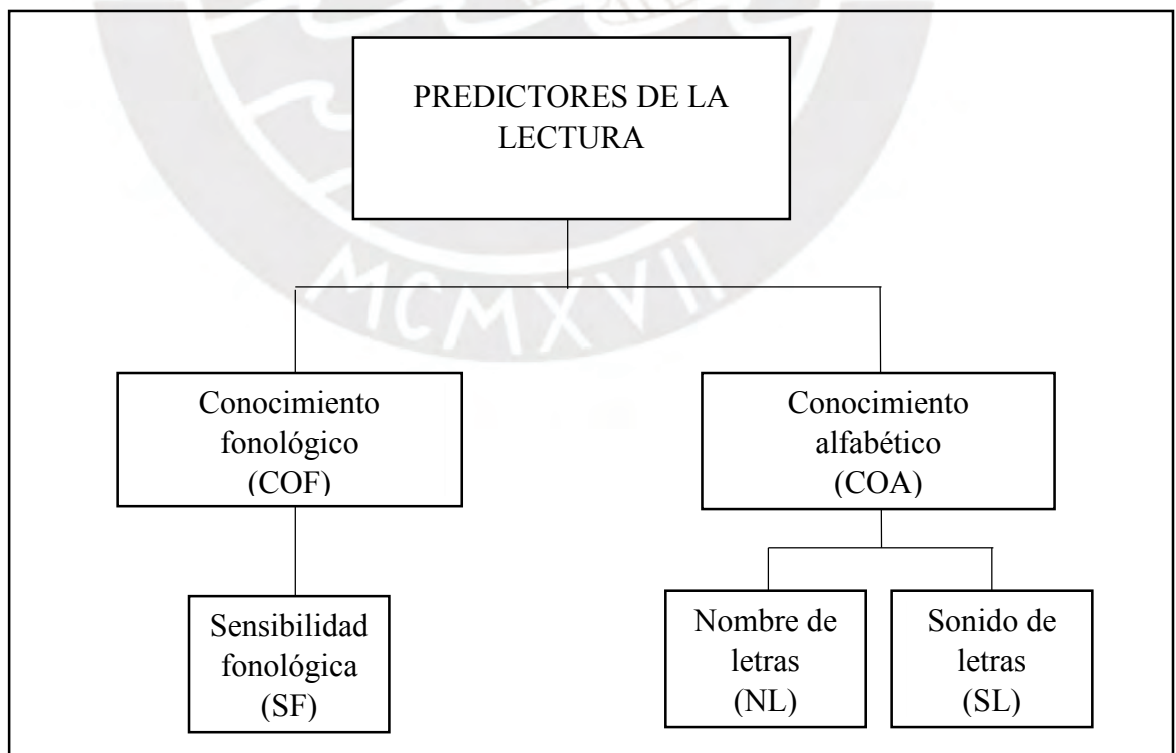 PREDICTORES DE LA
LECTURA
MCMXVII
Conocimiento
fonológico
(COF)
Conocimiento
alfabético
(COA)
Sensibilidad
fonológica
(SF)
Nombre de
letras
(NL)
Sonido de
letras
(SL)